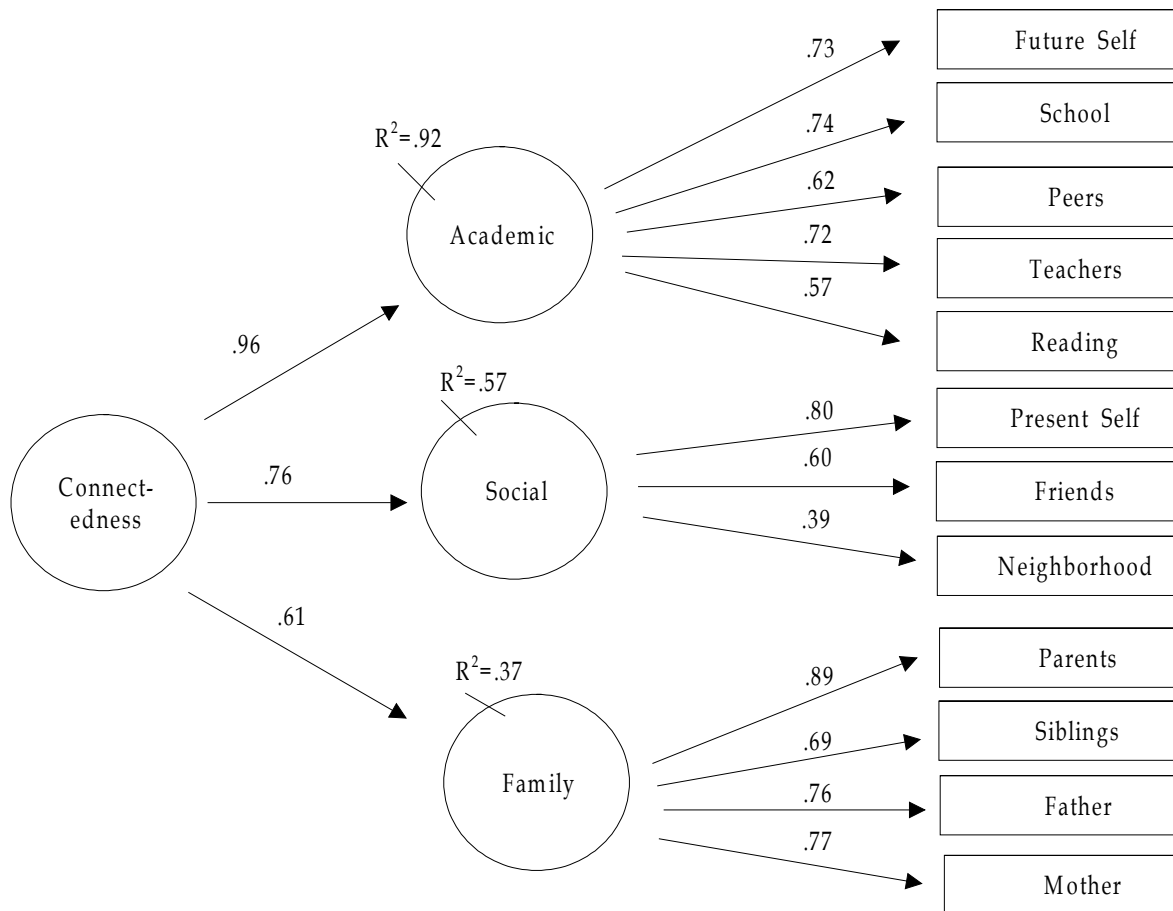 .73
Future Self
R²=.92
.74
School
.62
Peers
Academic
.72
Teachers
.57
Reading
.96
R²=.57
.80
Present Self
Connect-
edness
.76
Social
.60
Friends
.39
Neighborhood
.61
R²=.37
.89
Parents
.69
Siblings
Family
.76
Father
.77
Mother